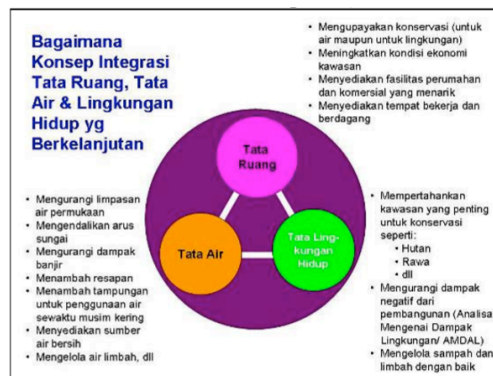 Bagaimana
Konsep Integrasi
Tata Ruang, Tata
Air & Lingkungan
Hidup yg
Berkelanjutan
• Mengupayakan konservasi (untuk
air maupun untuk lingkungan)
• Meningkatkan kondisi ekonomi
kawasan
• Menyediakan fasilitas perumahan
dan komersial yang menarik
• Menyediakan tempat bekerja dan
berdagang
Tata
Ruang
Tata Air
Tata Ling-
kungan
Hidup
• Mengurangi limpasan
air permukaan
• Mengendalikan arus
sungai
• Mengurangi dampak
banjir
• Menambah resapan
• Menambah tampungan
untuk penggunaan air
sewaktu musim kering
• Menyediakan sumber
air bersih
• Mengelola air limbah, dll
• Mempertahankan
kawasan yang penting
untuk konservasi
seperti:
• Hutan
• Rawa
• dll
• Mengurangi dampak
negatif dari
pembangunan (Analisa
Mengenai Dampak
Lingkungan/ AMDAL)
• Mengelola sampah dan
limbah dengan baik